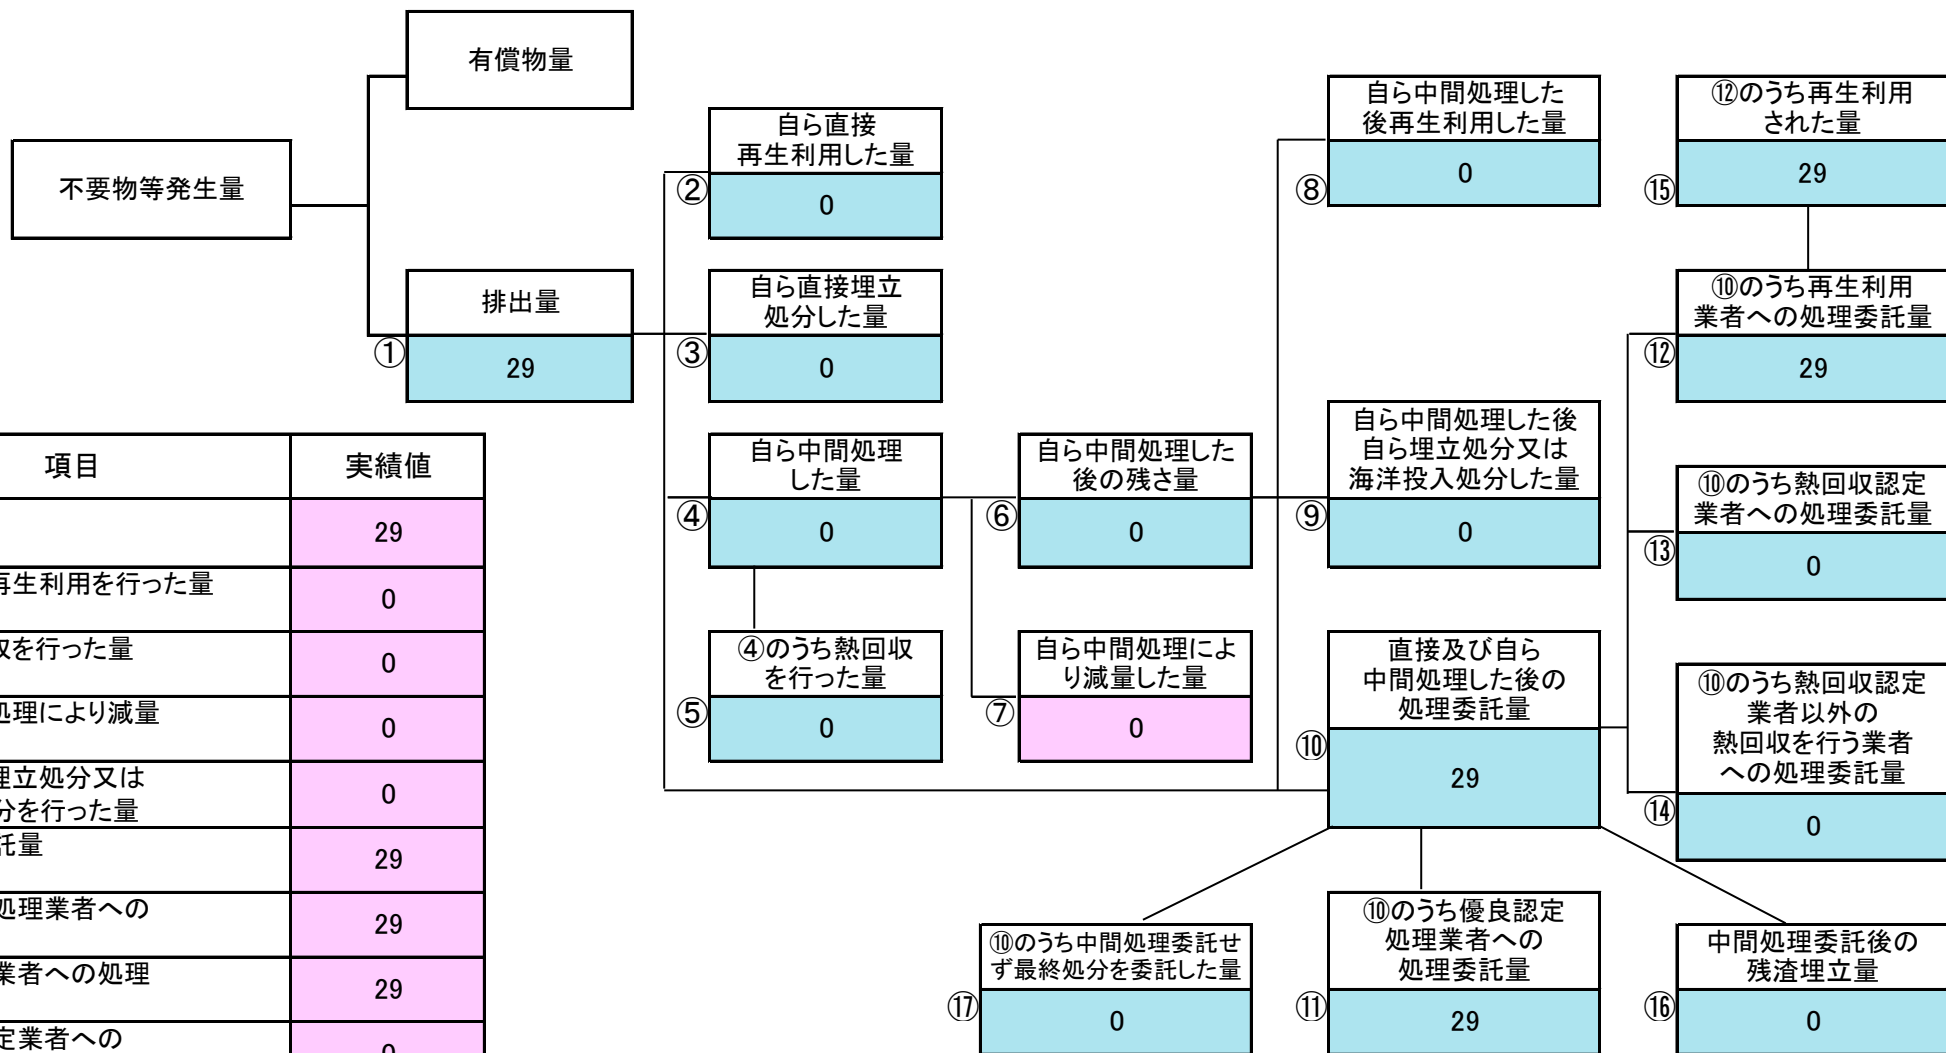 有償物量
不要物等発生量
排出量
①
29
自ら直接
再生利用した量
②
0
自ら直接埋立
処分した量
③
0
自ら中間処理
した量
④
0
④のうち熱回収
を行った量
⑤
0
自ら中間処理した
後の残さ量
⑥
0
自ら中間処理によ
り減量した量
⑦
0
自ら中間処理した
後再生利用した量
⑧
0
自ら中間処理した後
自ら埋立処分又は
海洋投入処分した量
⑨
0
直接及び自ら
中間処理した後の
処理委託量
⑩
29
⑫のうち再生利用
された量
⑮
29
⑩のうち再生利用
業者への処理委託量
⑫
29
⑩のうち熱回収認定
業者への処理委託量
⑬
0
⑩のうち熱回収認定
業者以外の
熱回収を行う業者
への処理委託量
⑭
0
⑩のうち中間処理委託せ
ず最終処分を委託した量
⑰
0
⑩のうち優良認定
処理業者への
処理委託量
⑪
29
中間処理委託後の
残渣埋立量
⑯
0
項目 実績値
29
再生利用を行った量 0
収を行った量 0
処理により減量 0
埋立処分又は
分を行った量 0
託量 29
処理業者への 29
業者への処理 29
定業者への 0